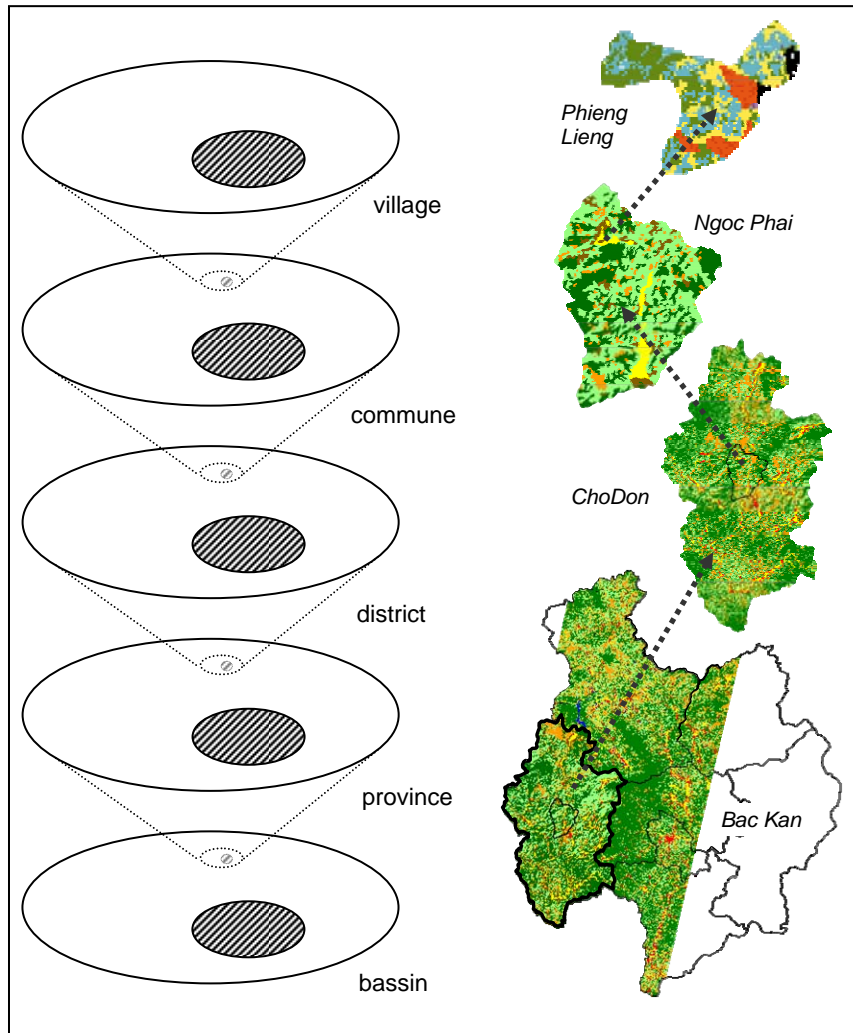 Phieng
Lieng
village
Ngoc Phai
commune
ChoDon
district
province
Bac Kan
bassin